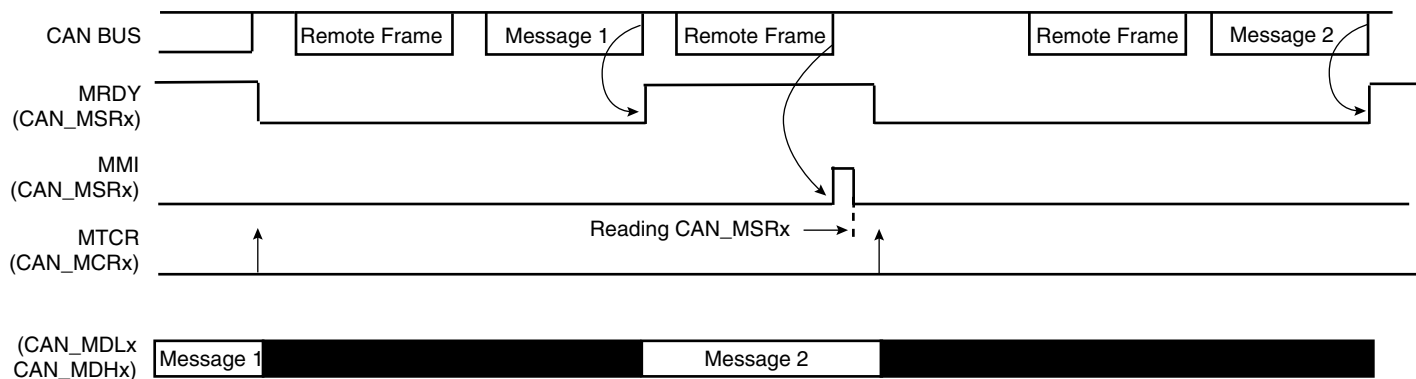 CAN BUS
Remote Frame
Message 1
Remote Frame
Remote Frame
Message 2
MRDY
(CAN_MSRx)
MMI
(CAN_MSRx)
Reading CAN_MSRx
MTCR
(CAN_MCRx)
(CAN_MDLx
CAN_MDHx)
Message 1
Message 2